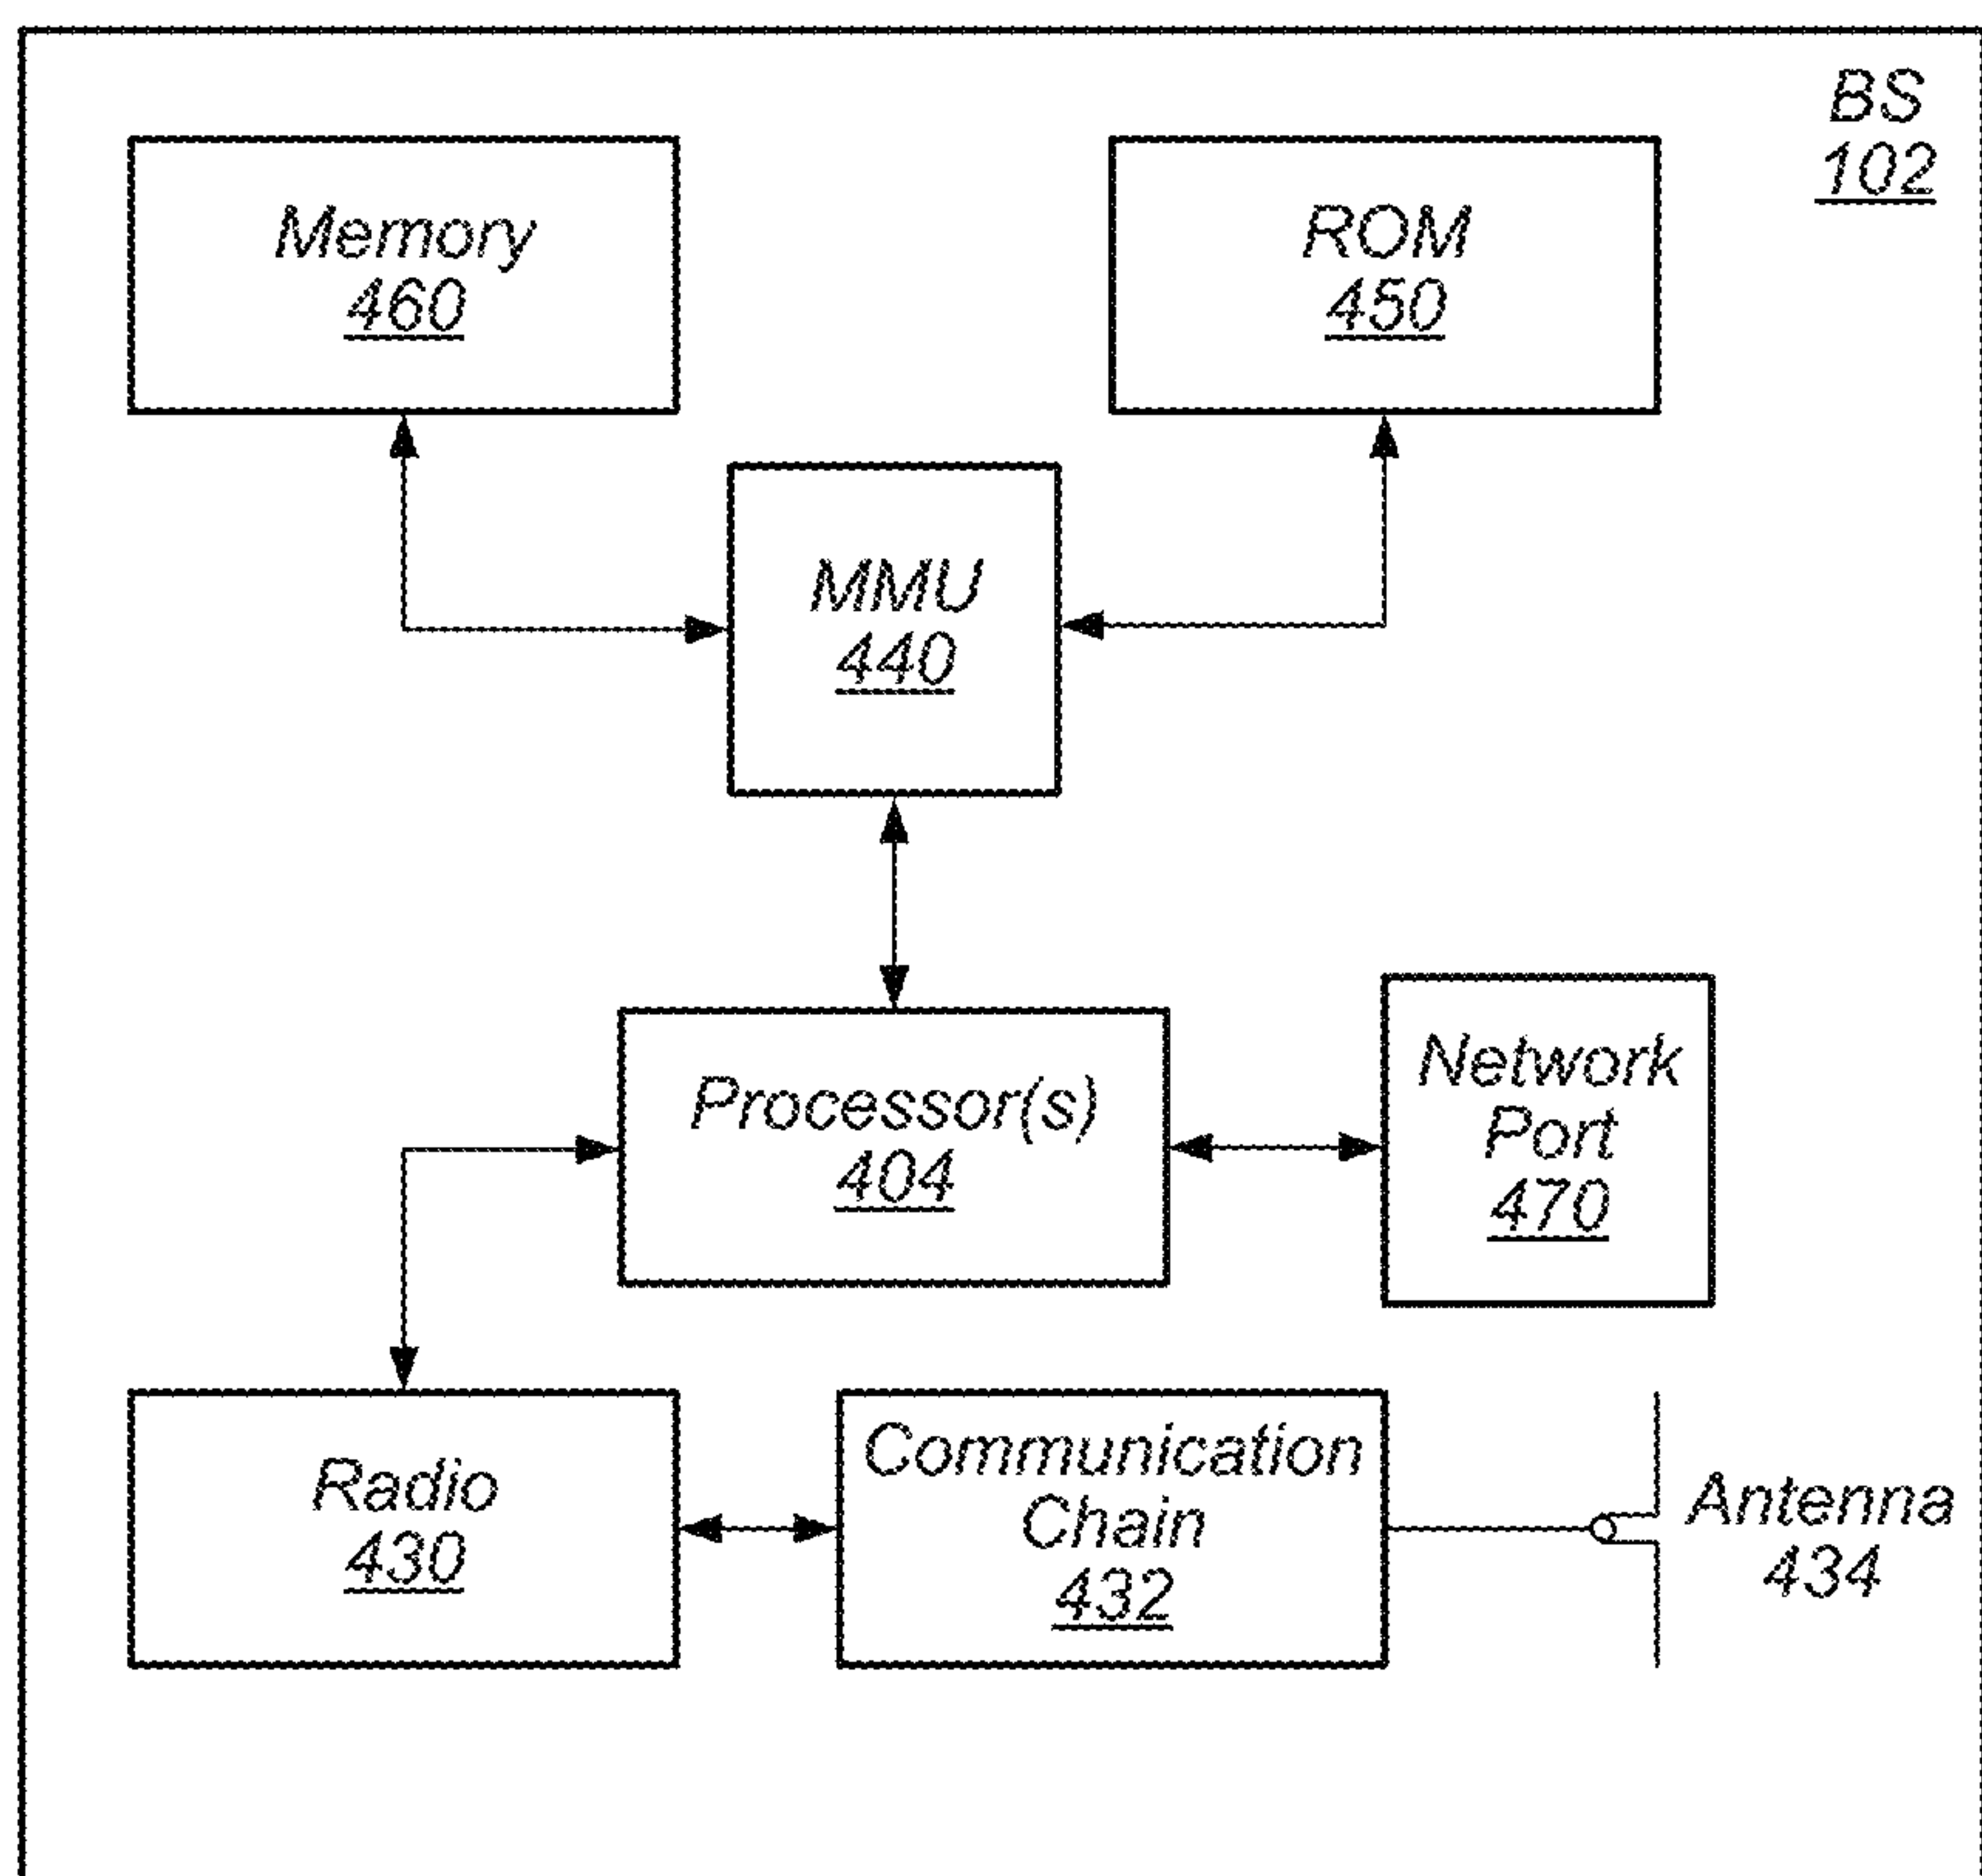 BS
102
Memory
460
ROM
450
MMU
440
Processor(s)
404
Network
Port
470
Radio
430
Communication
Chain
432
Antenna
434